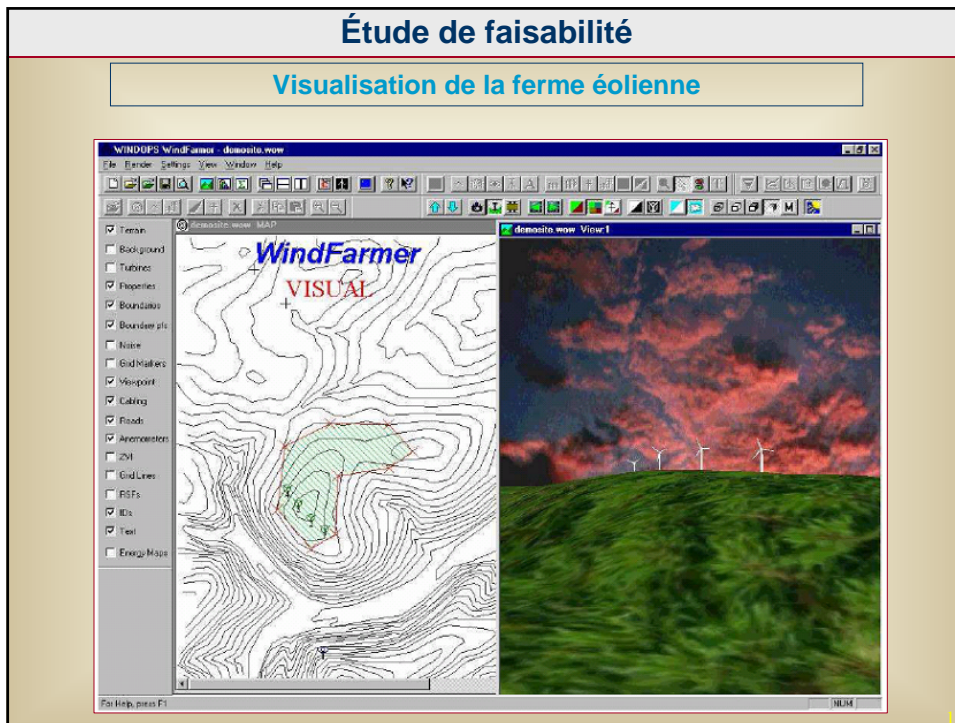 Étude de faisabilité
Visualisation de la ferme éolienne
WINDOPS WindFarmer - demosite.wow
File Render Settings View Window Help
Terrain
Background
Turbines
Properties
Boundaries
Boundary pts
Noise
Grid Markers
Viewpoint
Cabling
Roads
Anemometers
ZVI
Grid Lines
RSFs
IDs
Text
Energy Maps
demosite.wow MAP
WindFarmer
VISUAL
demosite.wow View:1
For Help, press F1
NUM